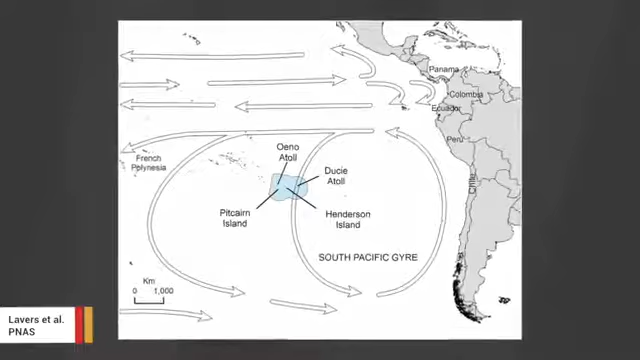 Panama
Colombia
Ecuador
Peru
Chile
French
Polynesia
Oeno
Atoll
Ducie
Atoll
Pitcairn
Island
Henderson
Island
SOUTH PACIFIC GYRE
Km
0 1,000
Lavers et al.
PNAS